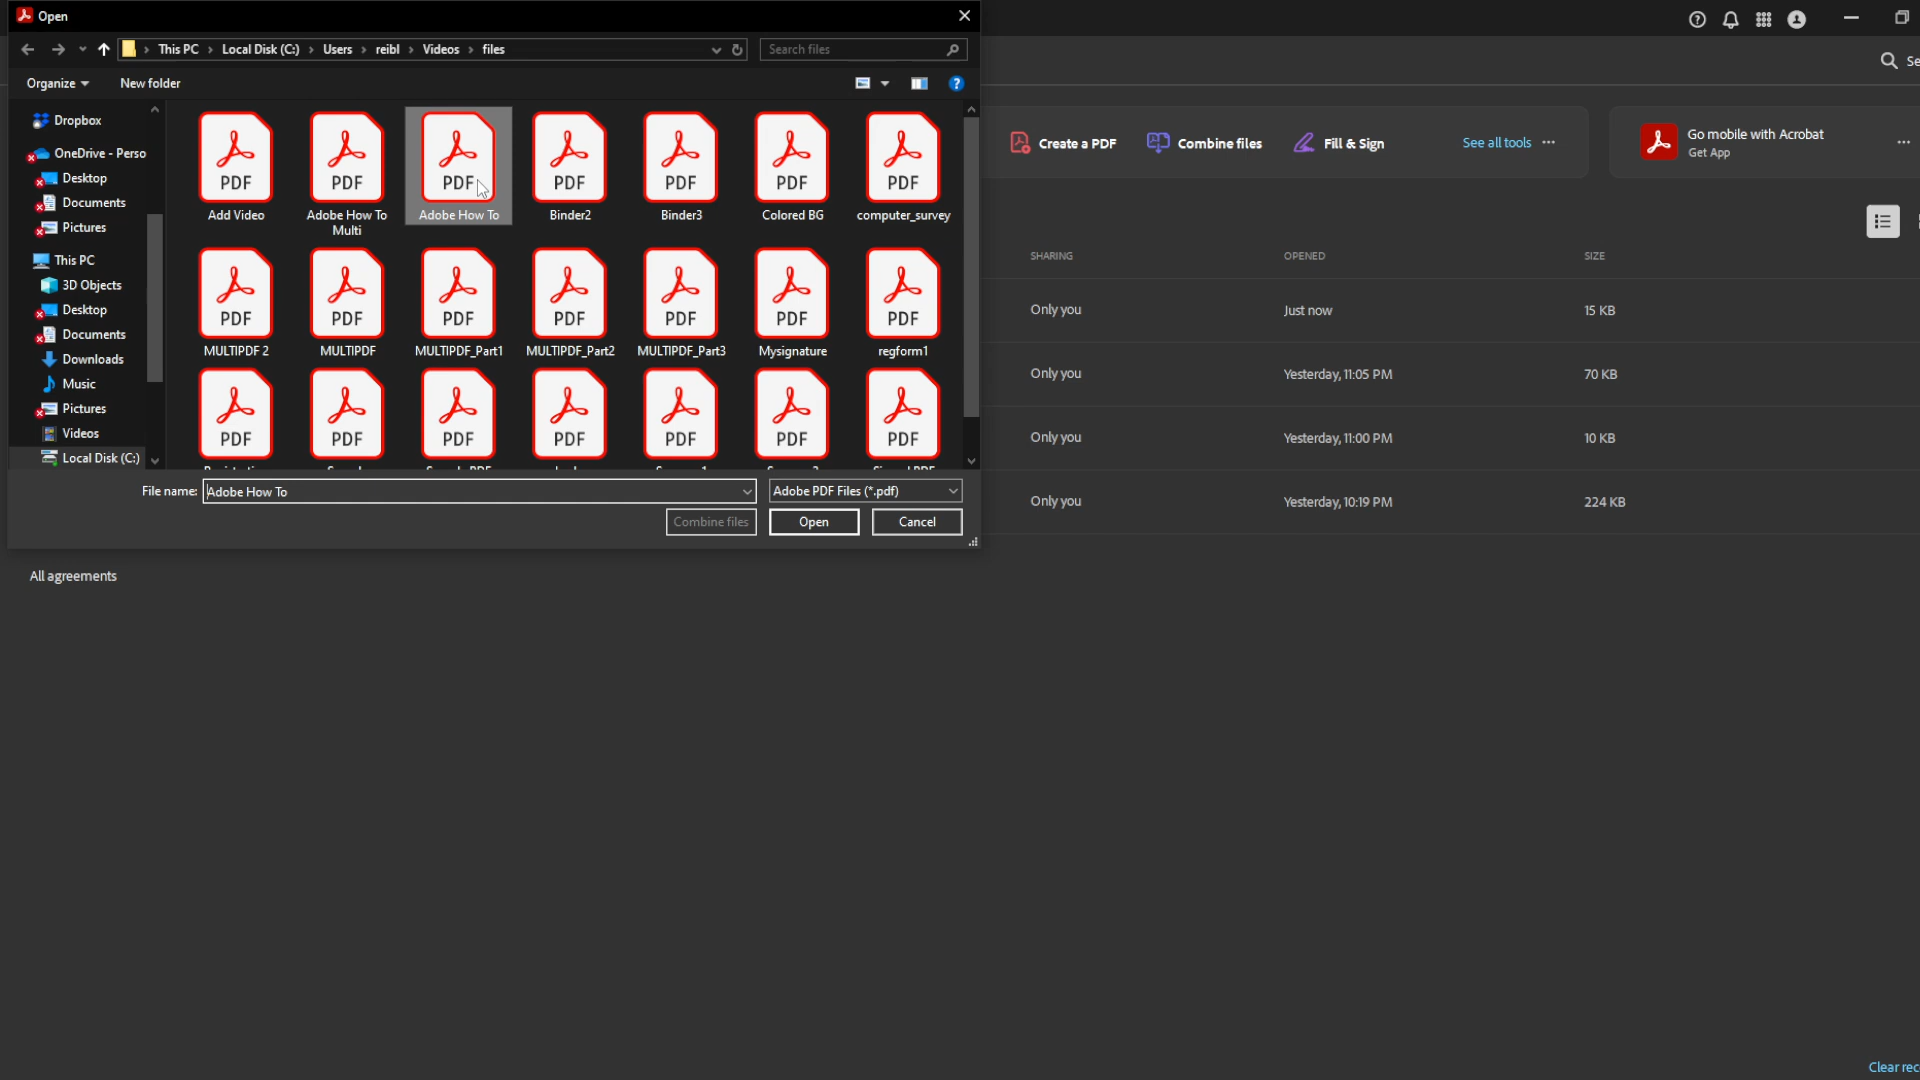 Open
This PC > Local Disk (C:) > Users > reibl > Videos > files
Search files
Organize
New folder
Dropbox
OneDrive - Perso
Desktop
Documents
Pictures
This PC
3D Objects
Desktop
Documents
Downloads
Music
Pictures
Videos
Local Disk (C:)
PDF PDF PDF PDF PDF PDF PDF
Add Video
Adobe How To
Multi
Adobe How To
Binder2
Binder3
Colored BG
computer_survey
PDF PDF PDF PDF PDF PDF PDF
MULTIPDF 2
MULTIPDF
MULTIPDF_Part1
MULTIPDF_Part2
MULTIPDF_Part3
Mysignature
regform1
PDF PDF PDF PDF PDF PDF PDF
File name: Adobe How To
Adobe PDF Files (*.pdf)
Combine files
Open
Cancel
All agreements
Create a PDF
Combine files
Fill & Sign
See all tools
Go mobile with Acrobat
Get App
SHARING OPENED SIZE
Only you Just now 15 KB
Only you Yesterday, 11:05 PM 70 KB
Only you Yesterday, 11:00 PM 10 KB
Only you Yesterday, 10:19 PM 224 KB
Se
Clear rec